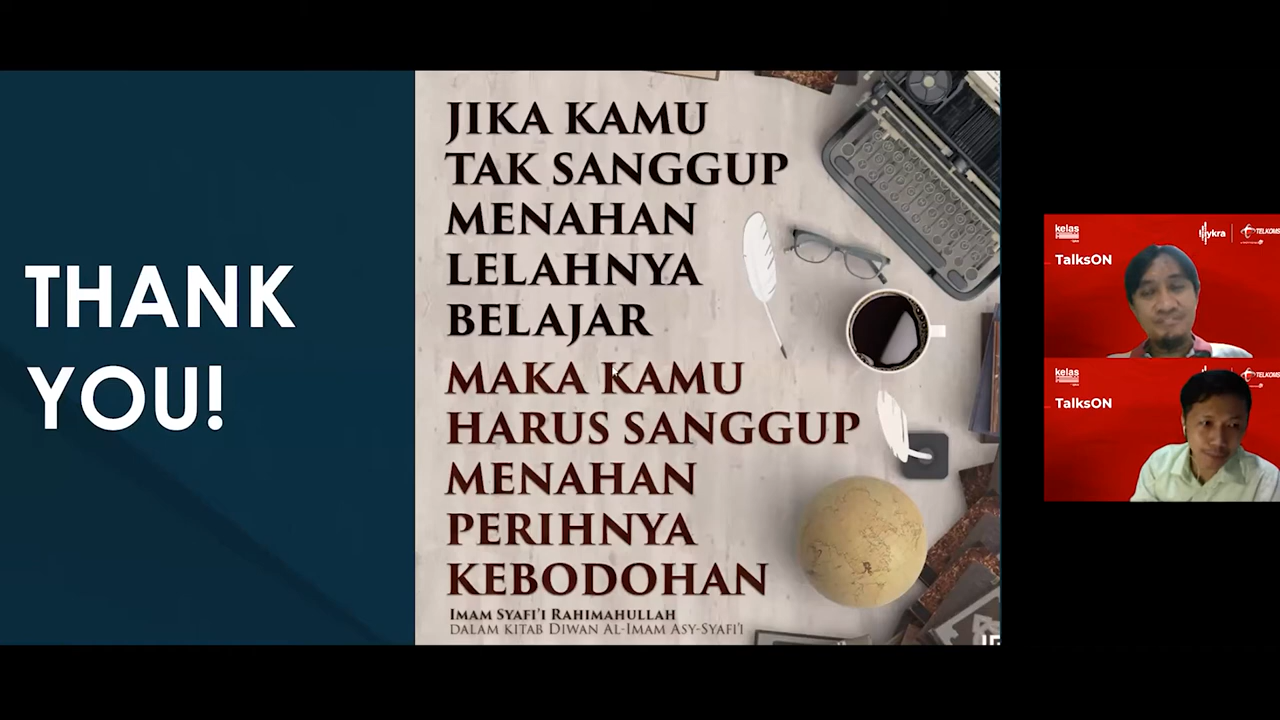 THANK
YOU!
JIKA KAMU
TAK SANGGUP
MENAHAN
LELAHNYA
BELAJAR
MAKA KAMU
HARUS SANGGUP
MENAHAN
PERIHNYA
KEBODOHAN
IMAM SYAFI'I RAHIMAHULLAH
DALAM KITAB DIWAN AL-IMAM ASY-SYAFI'I
kelas
TalksON
kelas
TELKOMS
TalksON